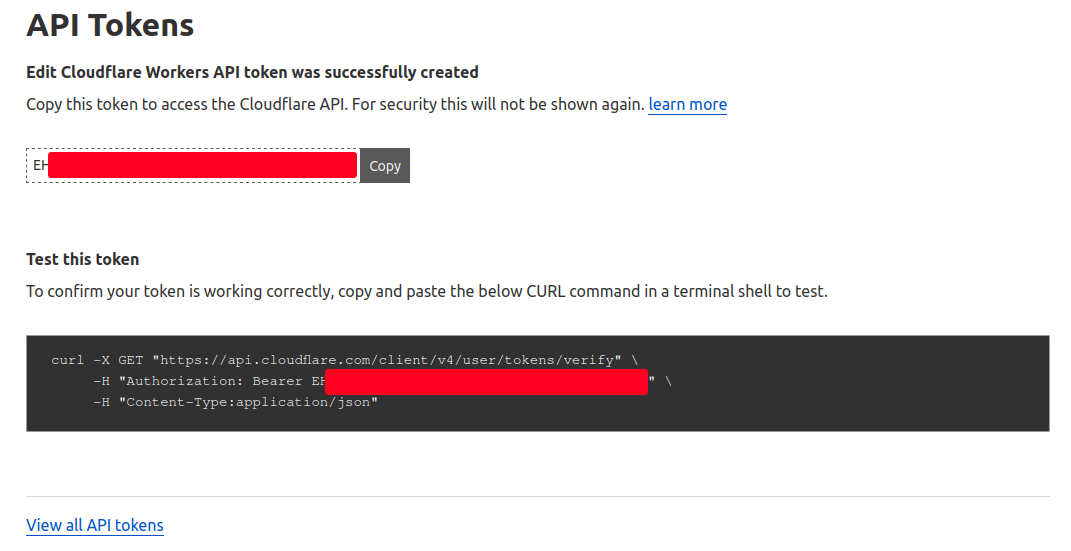 API Tokens
Edit Cloudflare Workers API token was successfully created
Copy this token to access the Cloudflare API. For security this will not be shown again. learn more
EH
Copy
Test this token
To confirm your token is working correctly, copy and paste the below CURL command in a terminal shell to test.
curl -X GET "https://api.cloudflare.com/client/v4/user/tokens/verify" \
-H "Authorization: Bearer EH" \
-H "Content-Type:application/json"
View all API tokens